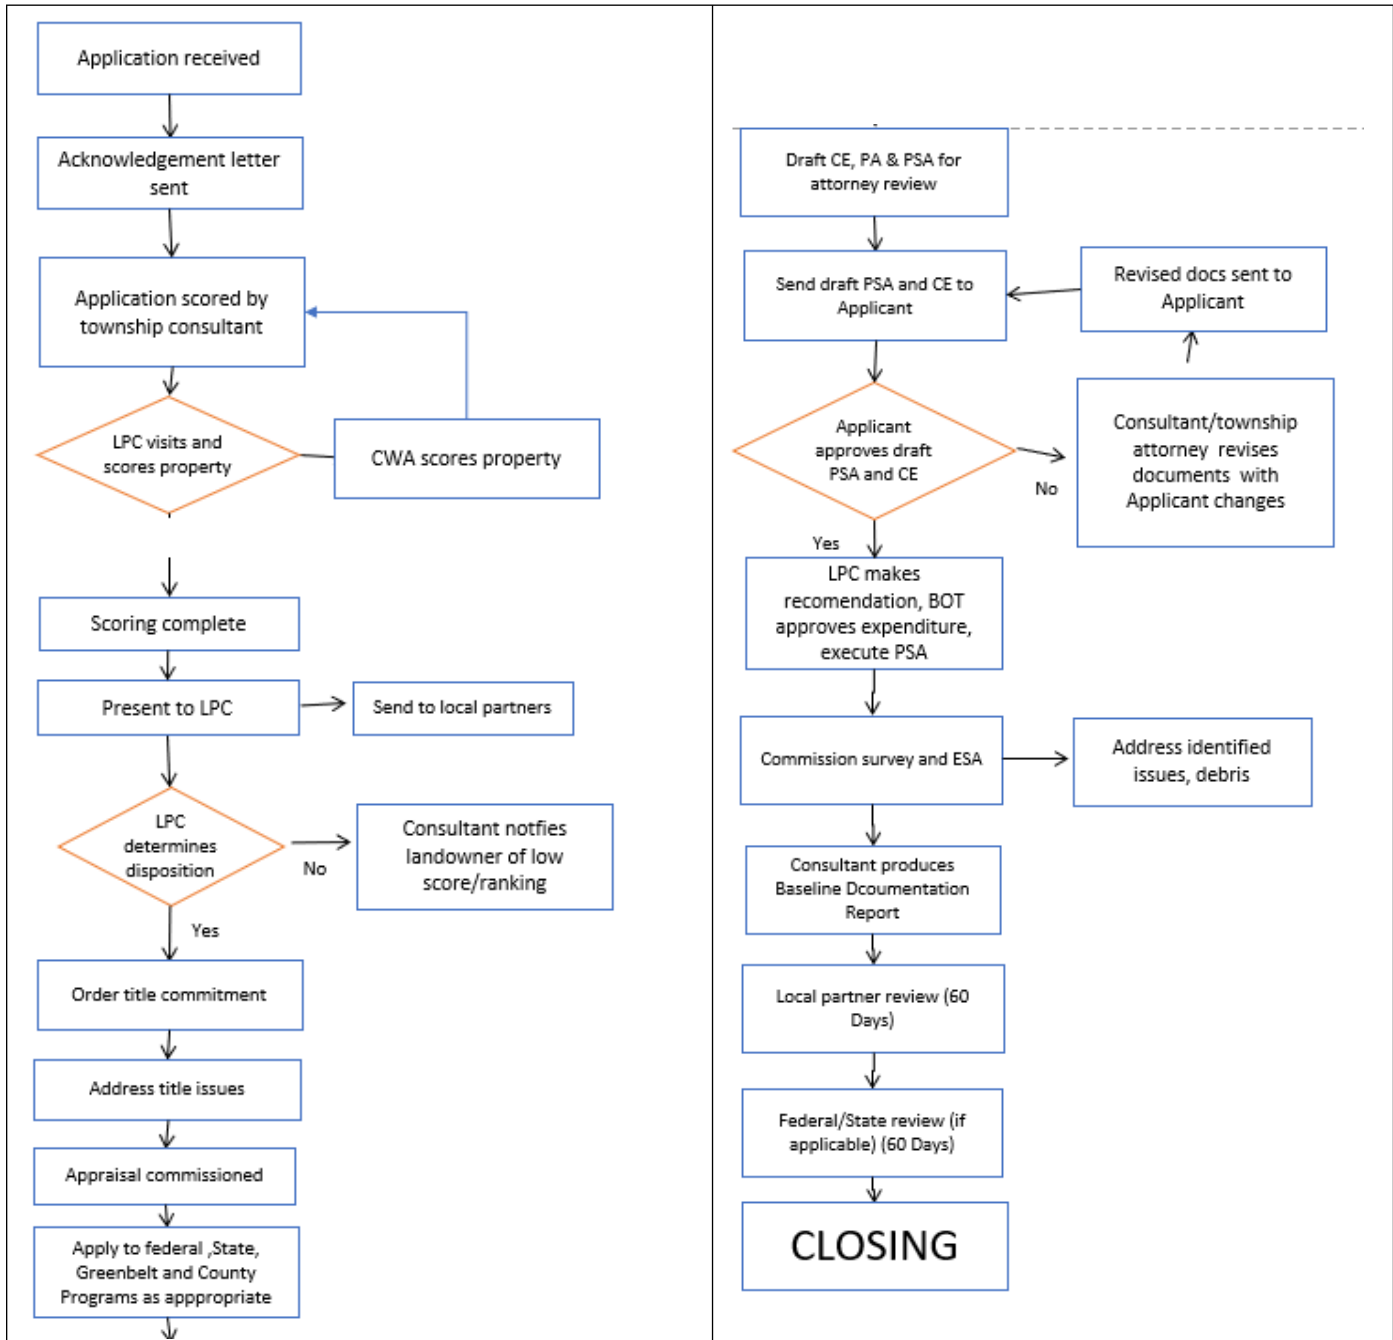 Application received
Acknowledgement letter
sent
Application scored by
township consultant
LPC visits and
scores property
CWA scores property
Scoring complete
Present to LPC
Send to local partners
LPC
determines
disposition
No
Consultant notfies
landowner of low
score/ranking
Yes
Order title commitment
Address title issues
Appraisal commissioned
Apply to federal ,State,
Greenbelt and County
Programs as apppropriate
Draft CE, PA & PSA for
attorney review
Send draft PSA and CE to
Applicant
Revised docs sent to
Applicant
Applicant
approves draft
PSA and CE
No
Consultant/township
attorney revises
documents with
Applicant changes
Yes
LPC makes
recomendation, BOT
approves expenditure,
execute PSA
Commission survey and ESA
Address identified
issues, debris
Consultant produces
Baseline Dcoumentation
Report
Local partner review (60
Days)
Federal/State review (if
applicable) (60 Days)
CLOSING